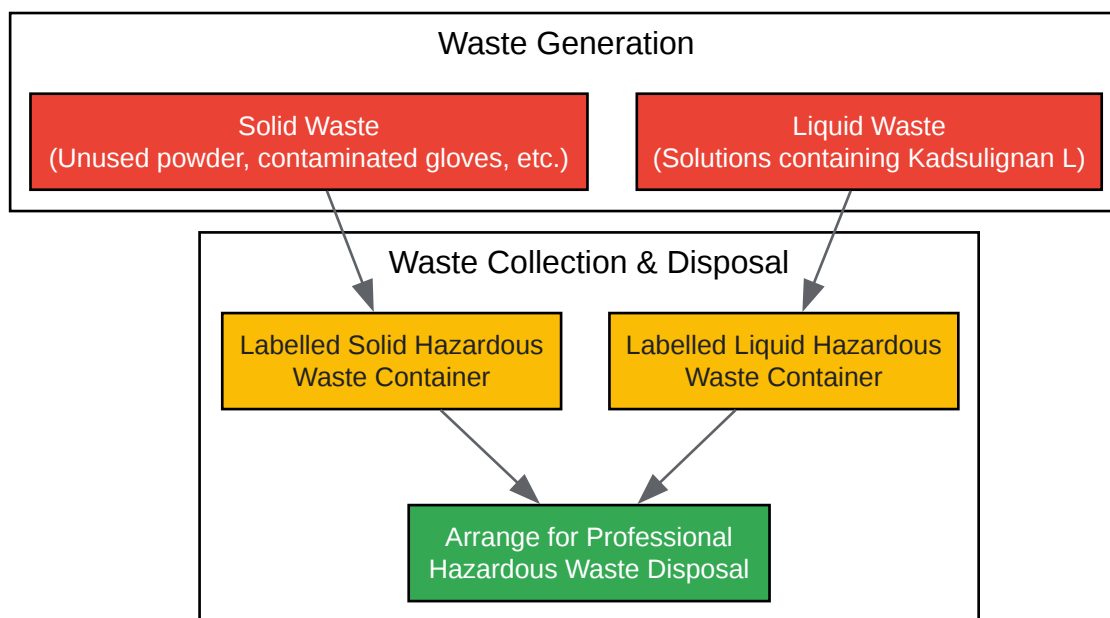 Waste Generation
Solid Waste
(Unused powder, contaminated gloves, etc.)
Liquid Waste
(Solutions containing Kadsulignan L)
Waste Collection & Disposal
Labelled Solid Hazardous
Waste Container
Labelled Liquid Hazardous
Waste Container
Arrange for Professional
Hazardous Waste Disposal